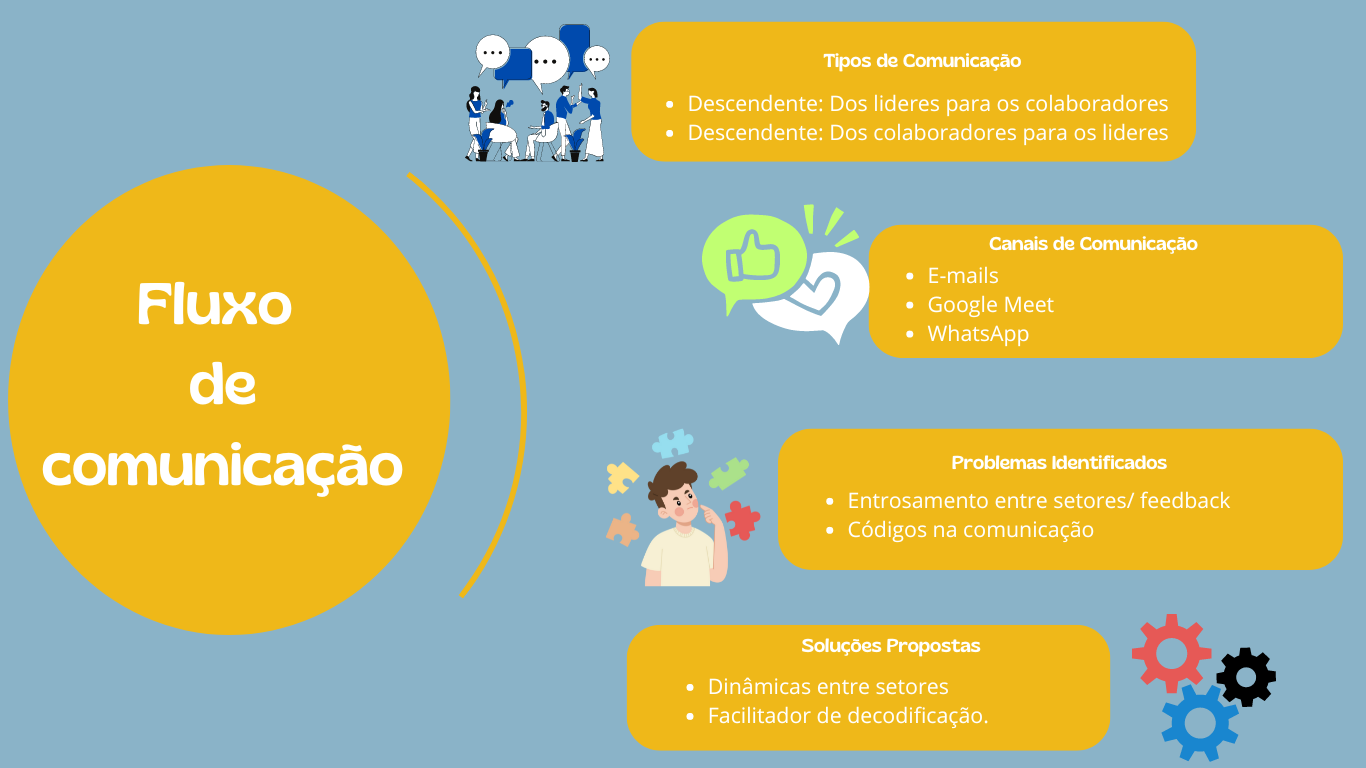 Fluxo
de
comunicação
Tipos de Comunicação
• Descendente: Dos lideres para os colaboradores
• Descendente: Dos colaboradores para os lideres
Canais de Comunicação
• E-mails
• Google Meet
• WhatsApp
Problemas Identificados
• Entrosamento entre setores/ feedback
• Códigos na comunicação
Soluções Propostas
• Dinâmicas entre setores
• Facilitador de decodificação.